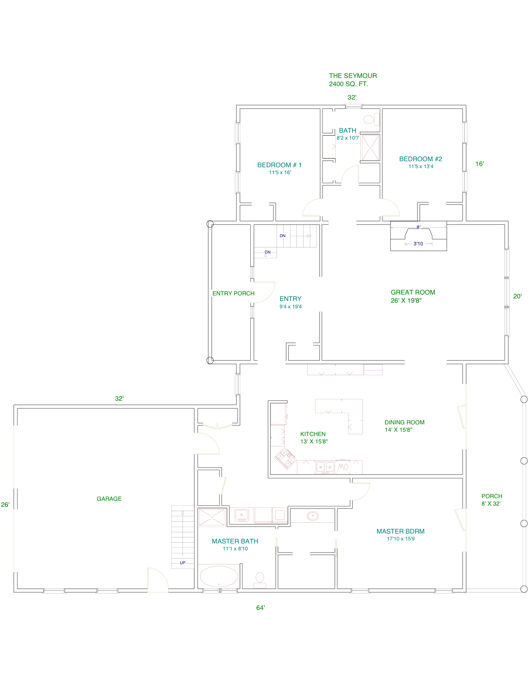 THE SEYMOUR
2400 SQ. FT.
32'
BATH
8'2 x 10'7
BEDROOM # 1
11'5 x 16'
BEDROOM #2
11'5 x 13'4
16'
DN
DN
8'
3'10
ENTRY PORCH
ENTRY
9'4 x 19'4
GREAT ROOM
26' X 19'8"
20'
32'
KITCHEN
13' X 15'8"
DINING ROOM
14' X 15'8"
26'
GARAGE
PORCH
8' X 32'
UP
MASTER BATH
11'1 x 8'10
MASTER BDRM
17'10 x 15'9
64'